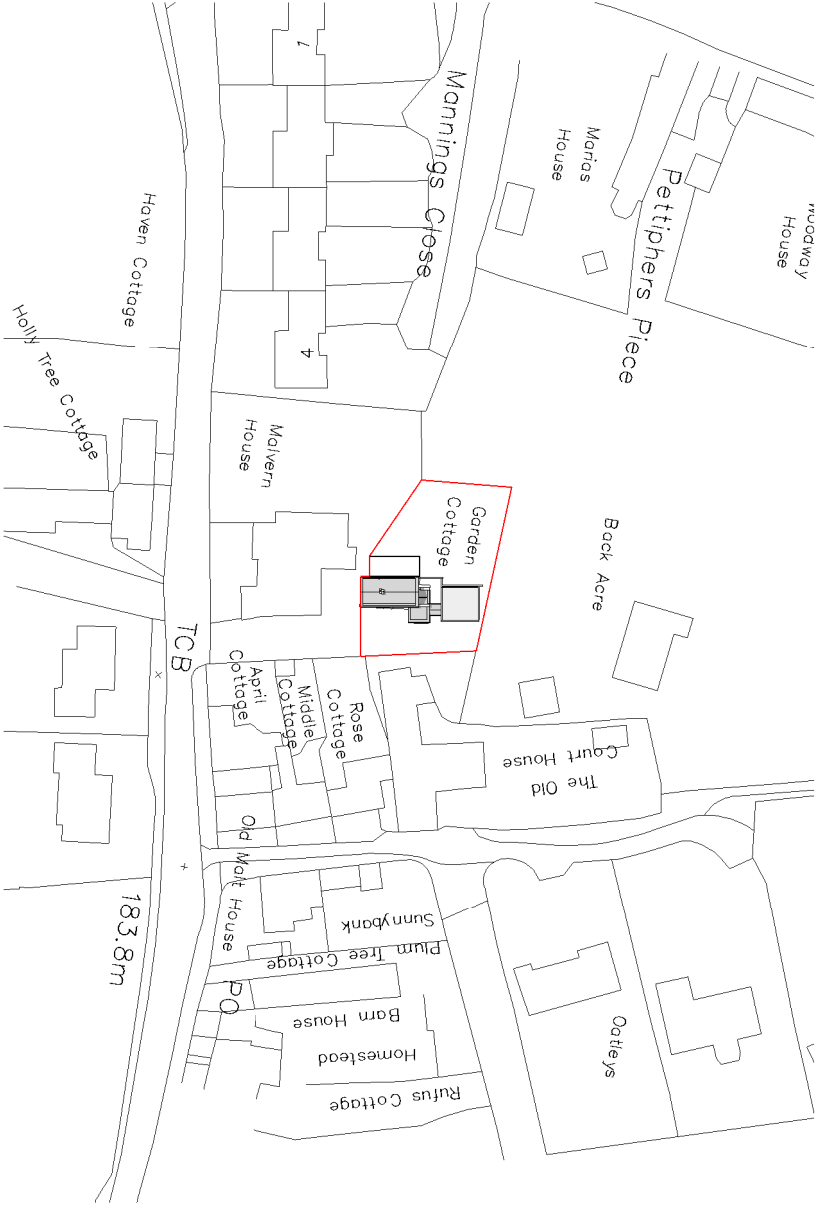 1
Mannings Close
Marias
House
Pettiphers Piece
Woodway
House
Haven Cottage
Holly Tree Cottage
4
Malvern
House
Garden
Cottage
Back Acre
TCB
April
Cottage
Middle
Cottage
Rose
Cottage
The Old
Court House
Old Malt House
183.8m
PO
Sunnybank
Plum Tree Cottage
Barn House
Homestead
Rufus Cottage
Oatleys